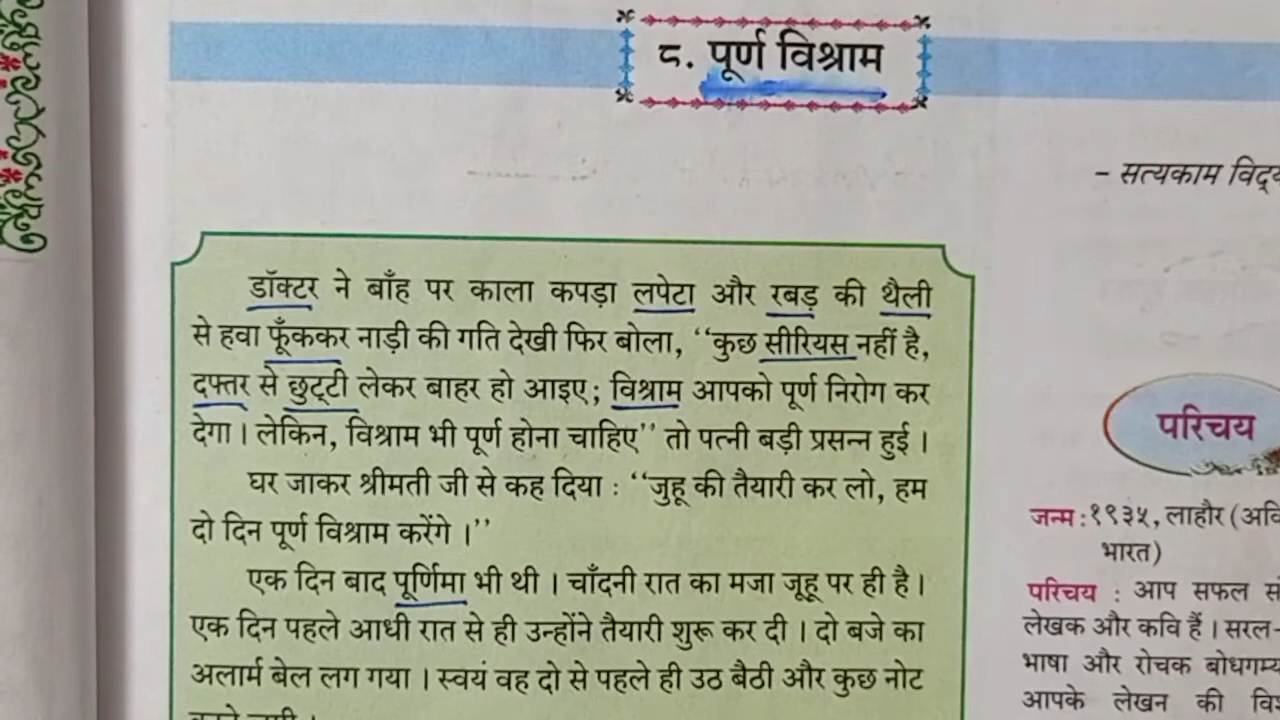 ८. पूर्ण विश्राम
– सत्यकाम
डॉक्टर ने बाँह पर काला कपड़ा लपेटा और रबड़ की थैली
से हवा फूँककर नाड़ी की गति देखी फिर बोला, ‘‘कुछ सीरियस नहीं है,
दफ्तर से छुट्टी लेकर बाहर हो आइए; विश्राम आपको पूर्ण निरोग कर
देगा । लेकिन, विश्राम भी पूर्ण होना चाहिए’’ तो पत्नी बड़ी प्रसन्न हुई ।
घर जाकर श्रीमती जी से कह दिया : ‘‘जुहू की तैयारी कर लो, हम
दो दिन पूर्ण विश्राम करेंगे ।’’
एक दिन बाद पूर्णिमा भी थी । चाँदनी रात का मजा जूहू पर ही है ।
एक दिन पहले आधी रात से ही उन्होंने तैयारी शुरू कर दी । दो बजे का
अलार्म बेल लग गया । स्वयं वह दो से पहले ही उठ बैठी और कुछ नोट
परिचय
जन्म : १९३५, लाहौर (
भारत)
परिचय : आप सफल
लेखक और कवि हैं । सरल-
भाषा और रोचक
आपके लेखन की